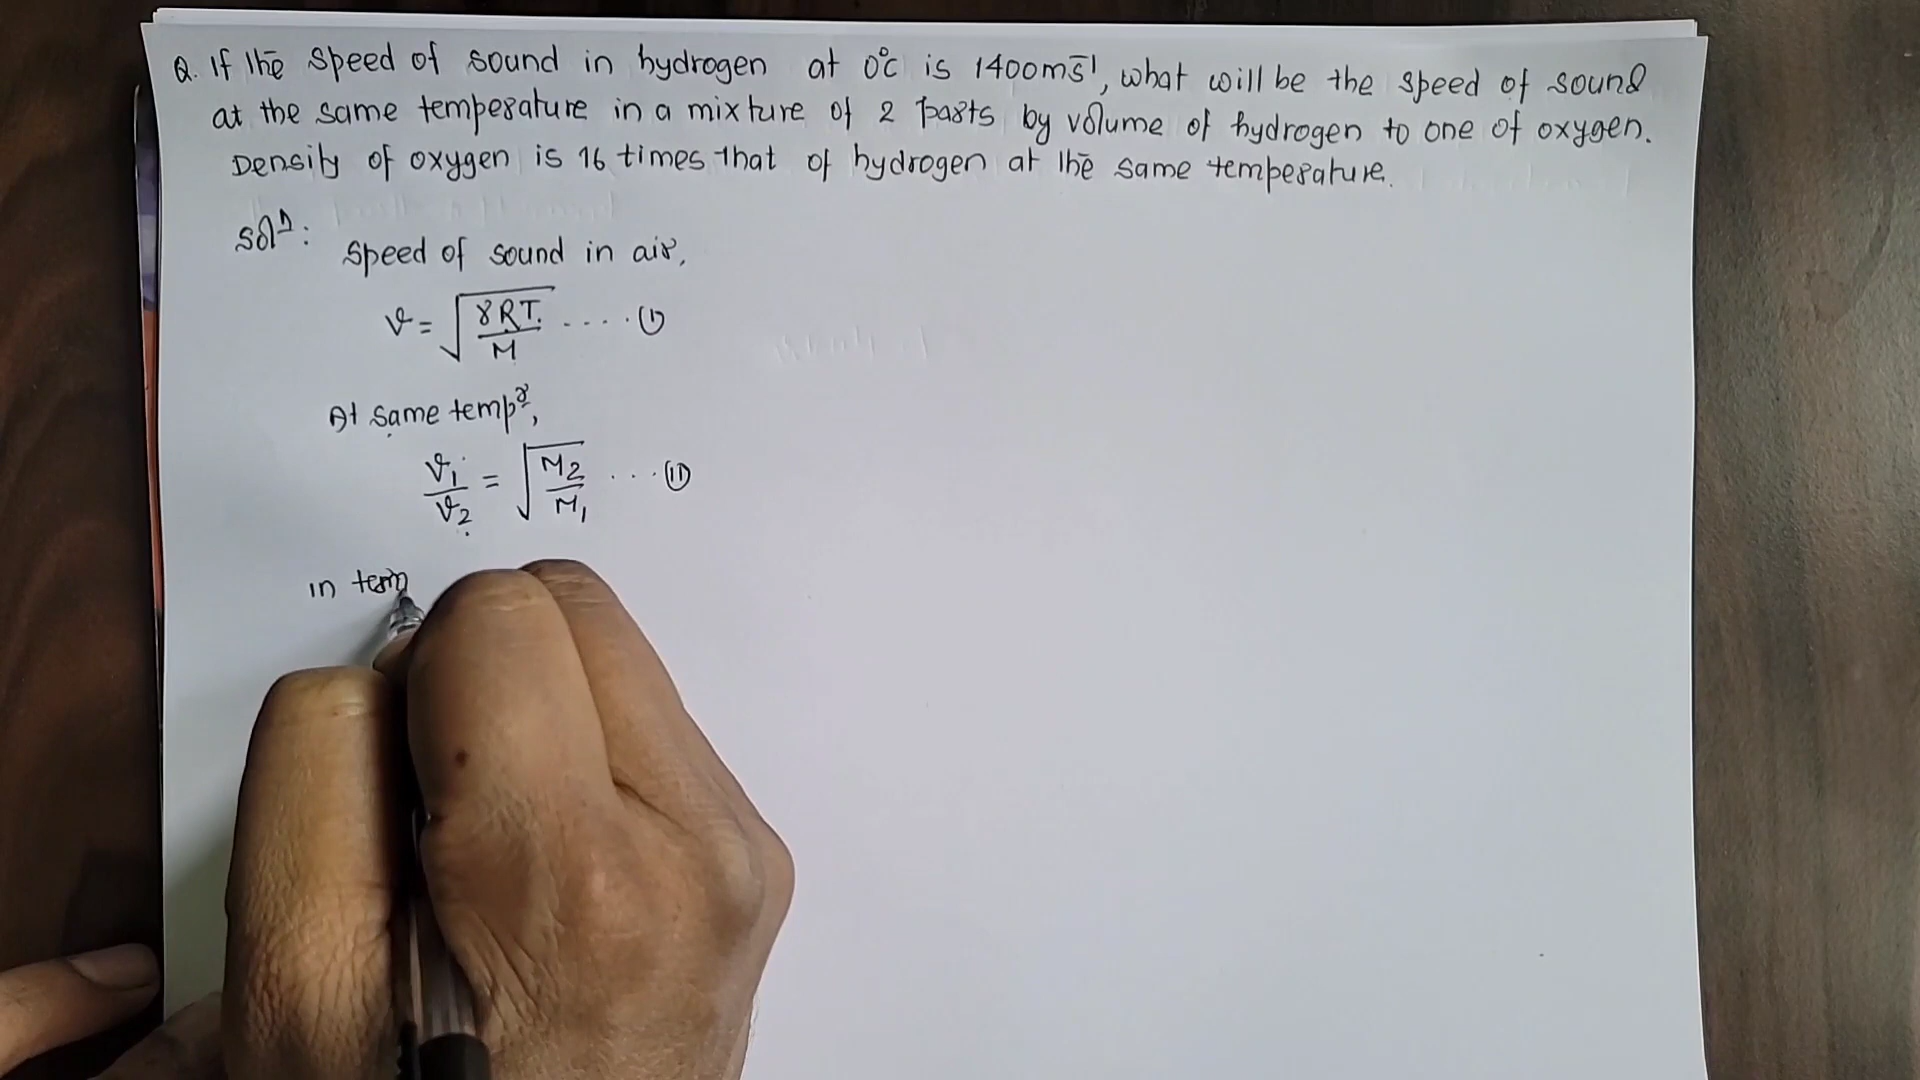 Q. If the speed of sound in hydrogen at 0°C is 1400ms⁻¹, what will be the speed of sound
at the same temperature in a mixture of 2 parts by volume of hydrogen to one of oxygen.
Density of oxygen is 16 times that of hydrogen at the same temperature.
Solⁿ:
Speed of sound in air,
v = √(γRT/M) ..... (I)
At same tempʳ,
v₁/v₂ = √(M₂/M₁) ... (II)
in term